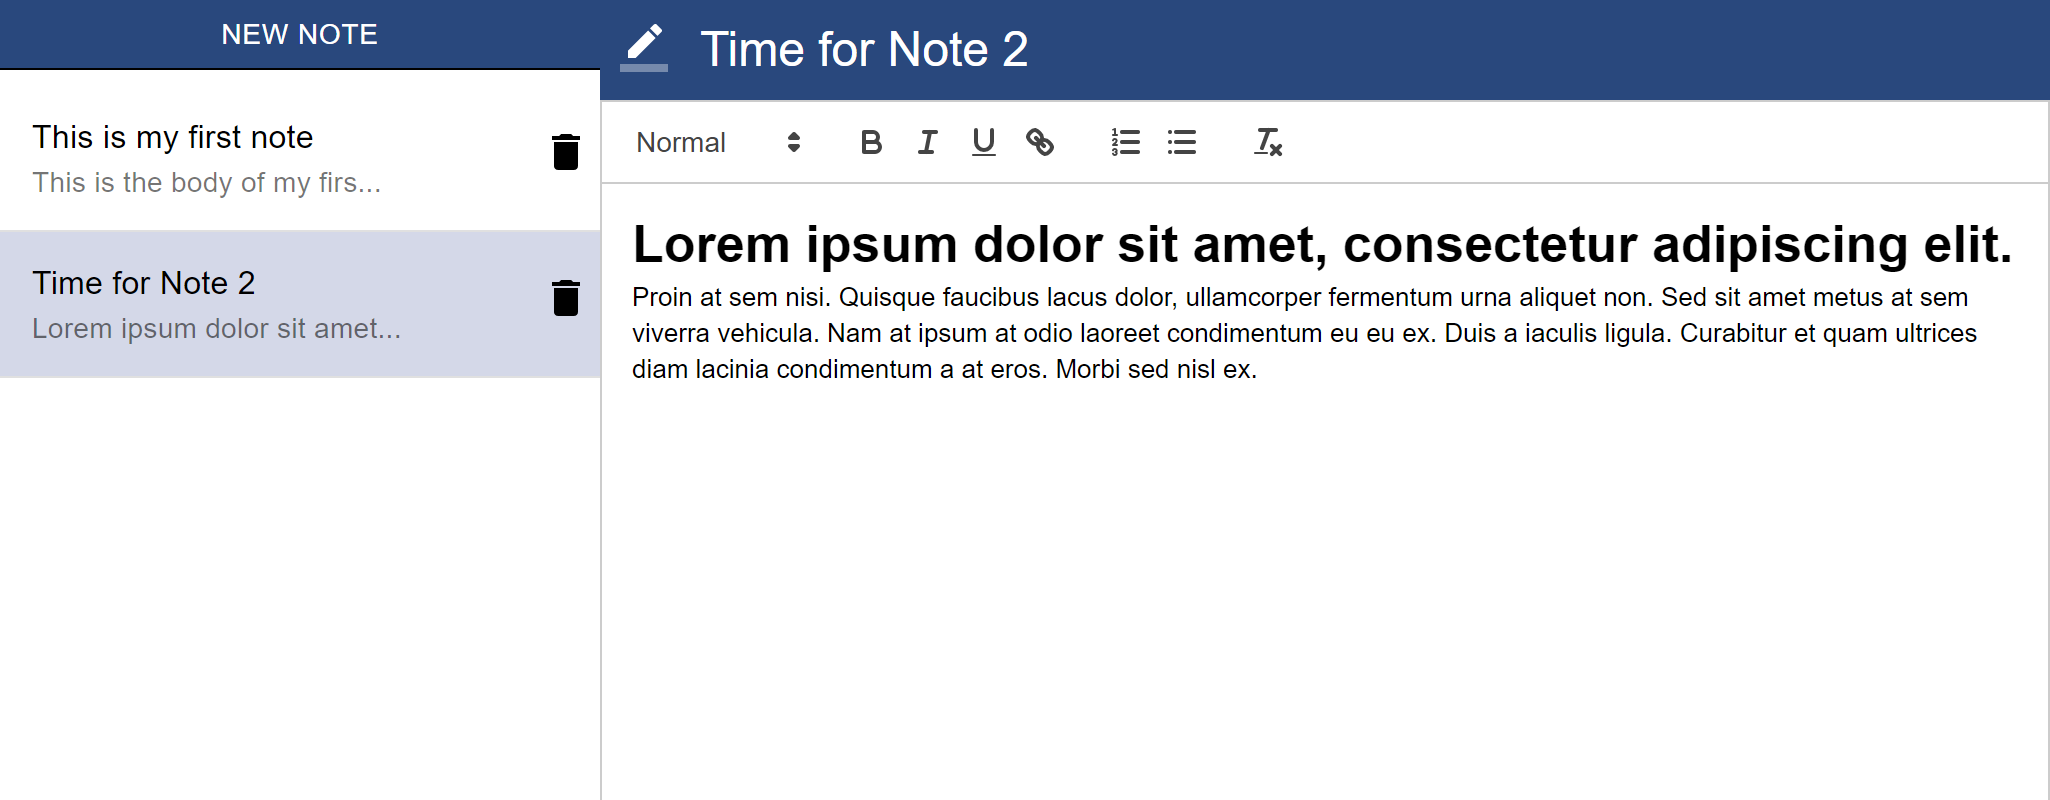 NEW NOTE
This is my first note
This is the body of my firs...
Time for Note 2
Lorem ipsum dolor sit amet...
Time for Note 2
Normal
Lorem ipsum dolor sit amet, consectetur adipiscing elit.
Proin at sem nisi. Quisque faucibus lacus dolor, ullamcorper fermentum urna aliquet non. Sed sit amet metus at sem
viverra vehicula. Nam at ipsum at odio laoreet condimentum eu eu ex. Duis a iaculis ligula. Curabitur et quam ultrices
diam lacinia condimentum a at eros. Morbi sed nisl ex.